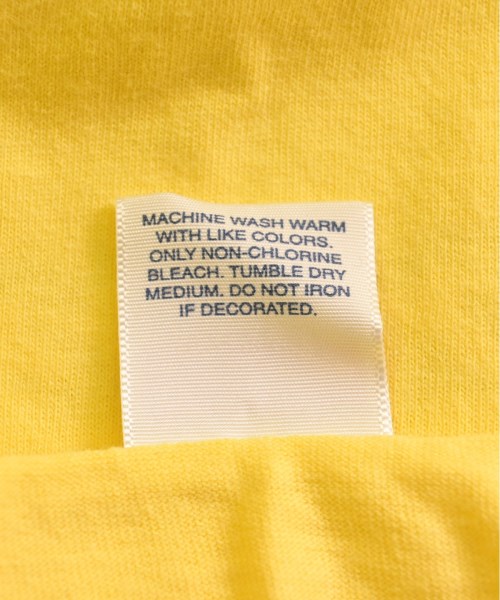 MACHINE WASH WARM
WITH LIKE COLORS.
ONLY NON-CHLORINE
BLEACH. TUMBLE DRY
MEDIUM. DO NOT IRON
IF DECORATED.